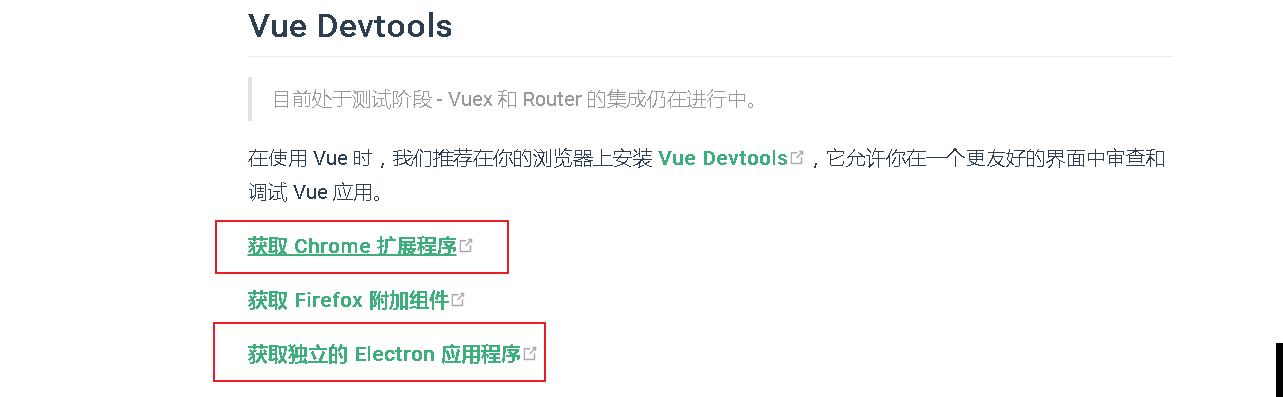 Vue Devtools
目前处于测试阶段 - Vuex 和 Router 的集成仍在进行中。
在使用 Vue 时，我们推荐在你的浏览器上安装 Vue Devtools，它允许你在一个更友好的界面中审查和
调试 Vue 应用。
获取 Chrome 扩展程序
获取 Firefox 附加组件
获取独立的 Electron 应用程序